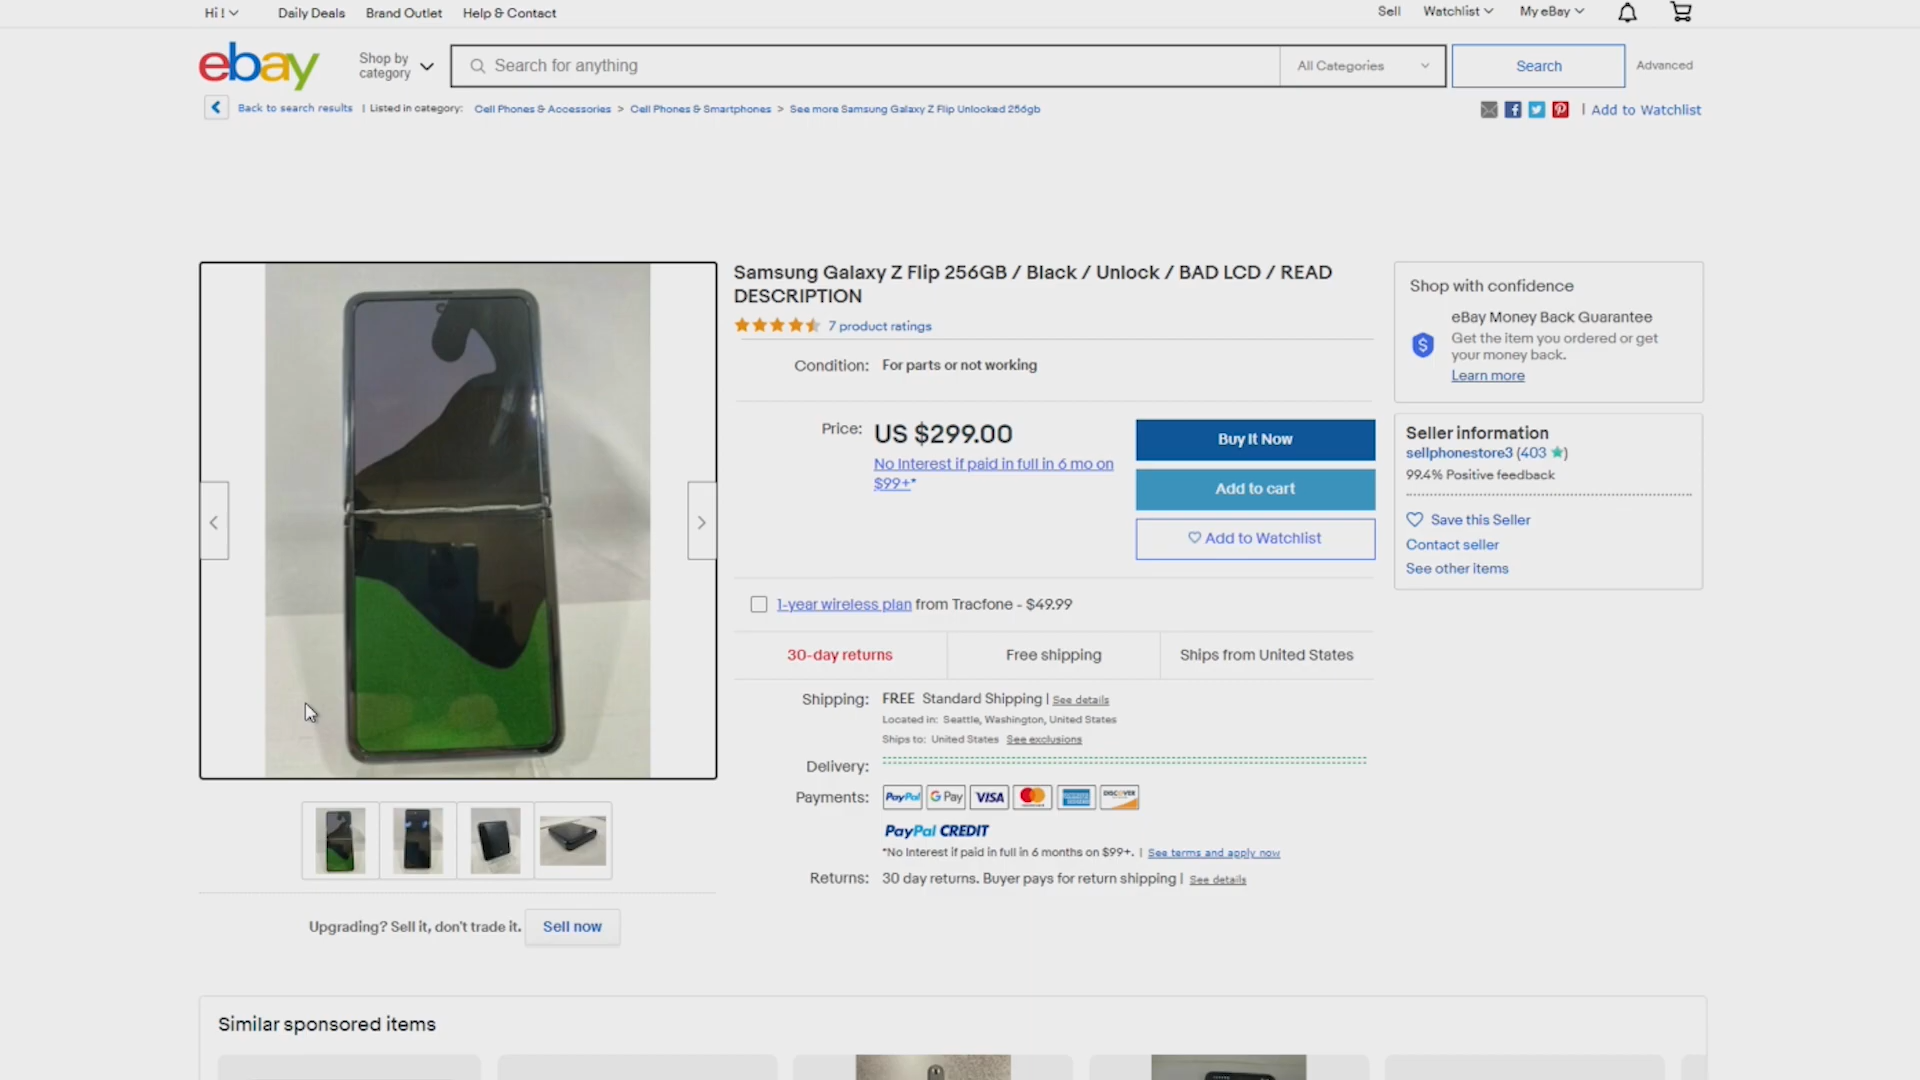 Hi !
Daily Deals
Brand Outlet
Help & Contact
Sell
Watchlist
My eBay
ebay
Shop by
category
Search for anything
All Categories
Search
Advanced
Back to search results | Listed in category: Cell Phones & Accessories > Cell Phones & Smartphones > See more Samsung Galaxy Z Flip Unlocked 256gb
| Add to Watchlist
Samsung Galaxy Z Flip 256GB / Black / Unlock / BAD LCD / READ
DESCRIPTION
7 product ratings
Condition: For parts or not working
Price: US $299.00
No Interest if paid in full in 6 mo on
$99+*
Buy It Now
Add to cart
Add to Watchlist
1-year wireless plan from Tracfone - $49.99
30-day returns
Free shipping
Ships from United States
Shipping: FREE Standard Shipping | See details
Located in: Seattle, Washington, United States
Ships to: United States See exclusions
Delivery:
Payments: PayPal G Pay VISA DISCOVER
PayPal CREDIT
*No Interest if paid in full in 6 months on $99+. | See terms and apply now
Returns: 30 day returns. Buyer pays for return shipping | See details
Shop with confidence
eBay Money Back Guarantee
Get the item you ordered or get
your money back.
Learn more
Seller information
sellphonestore3 (403 )
99.4% Positive feedback
Save this Seller
Contact seller
See other items
Upgrading? Sell it, don't trade it.
Sell now
Similar sponsored items